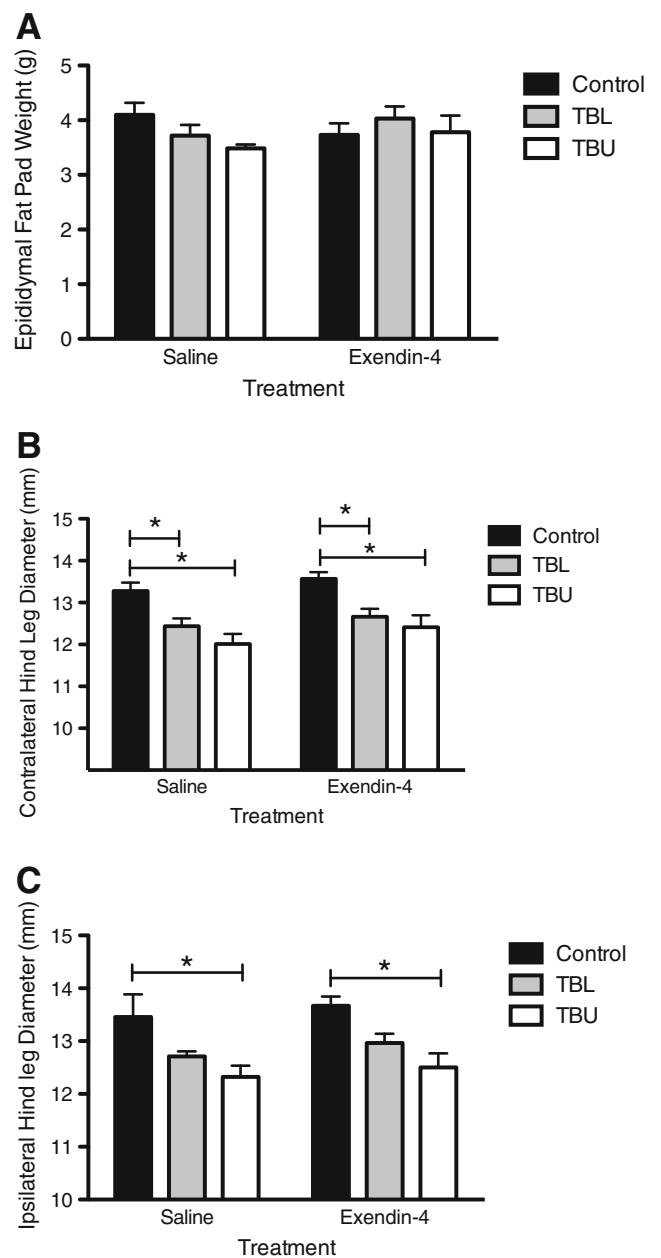 A
Epididymal Fat Pad Weight (g)
5
4
3
2
1
0
Saline
Exendin-4
Treatment
Control
TBL
TBU
B
Contralateral Hind Leg Diameter (mm)
15
14
13
12
11
10
*
*
*
*
Saline
Exendin-4
Treatment
Control
TBL
TBU
C
Ipsilateral Hind leg Diameter (mm)
15
14
13
12
11
10
*
*
Saline
Exendin-4
Treatment
Control
TBL
TBU